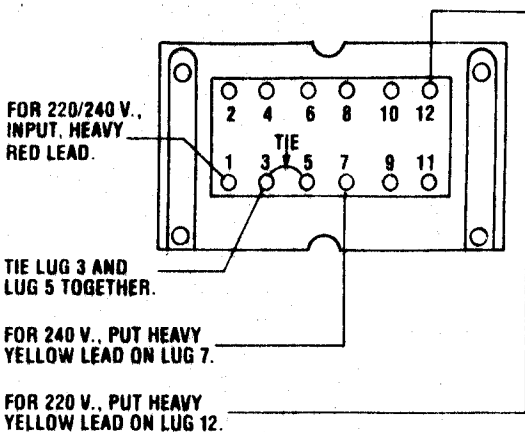 2 4 6 8 10 12
TIE
1 3 5 7 9 11
FOR 220/240 V.,
INPUT, HEAVY
RED LEAD.
TIE LUG 3 AND
LUG 5 TOGETHER.
FOR 240 V., PUT HEAVY
YELLOW LEAD ON LUG 7.
FOR 220 V., PUT HEAVY
YELLOW LEAD ON LUG 12.